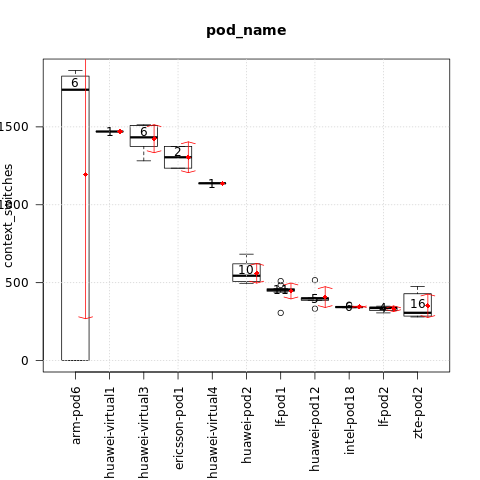 pod_name
context_switches
0
500
1000
1500
6
1
6
2
1
10
11
5
6
4
16
arm-pod6
huawei-virtual1
huawei-virtual3
ericsson-pod1
huawei-virtual4
huawei-pod2
lf-pod1
huawei-pod12
intel-pod18
lf-pod2
zte-pod2